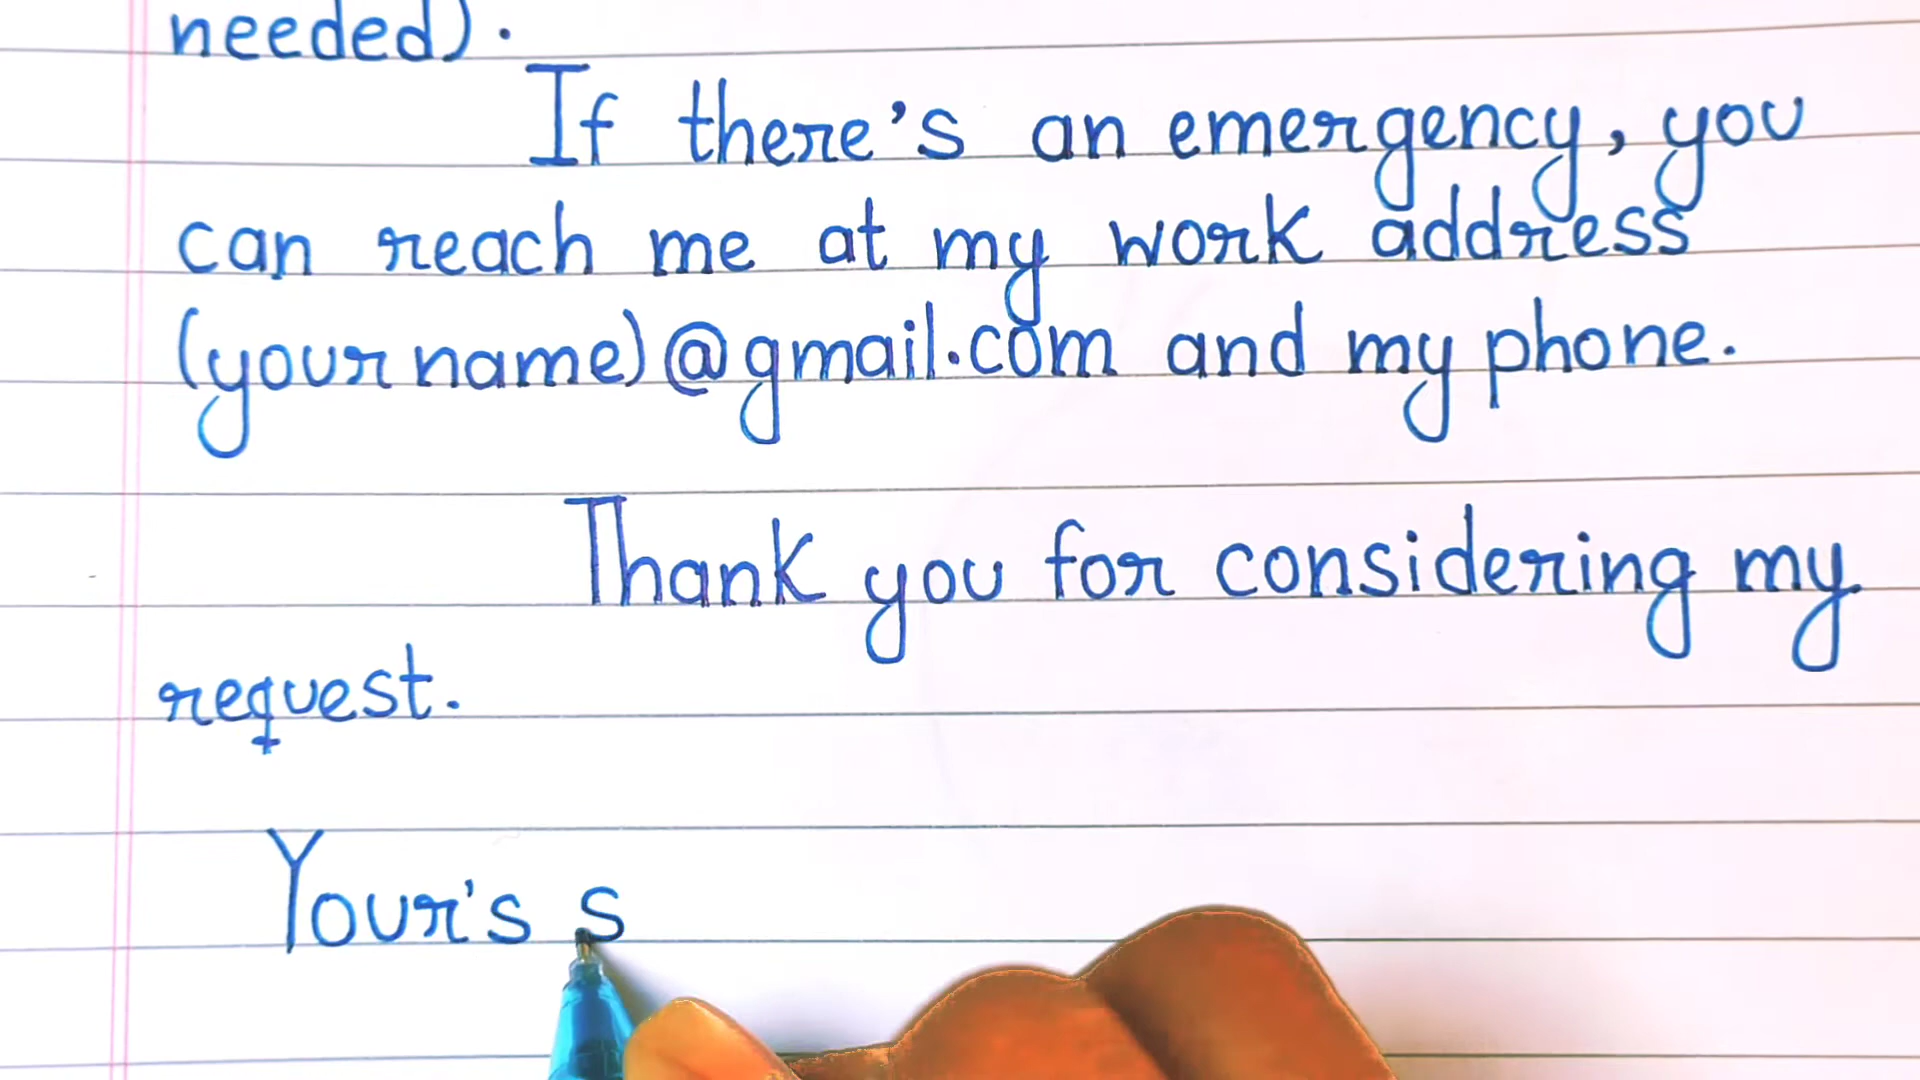 needed).
If there's an emergency, you
can reach me at my work address
(your name)@gmail.com and my phone.
Thank you for considering my
request.
Your's s